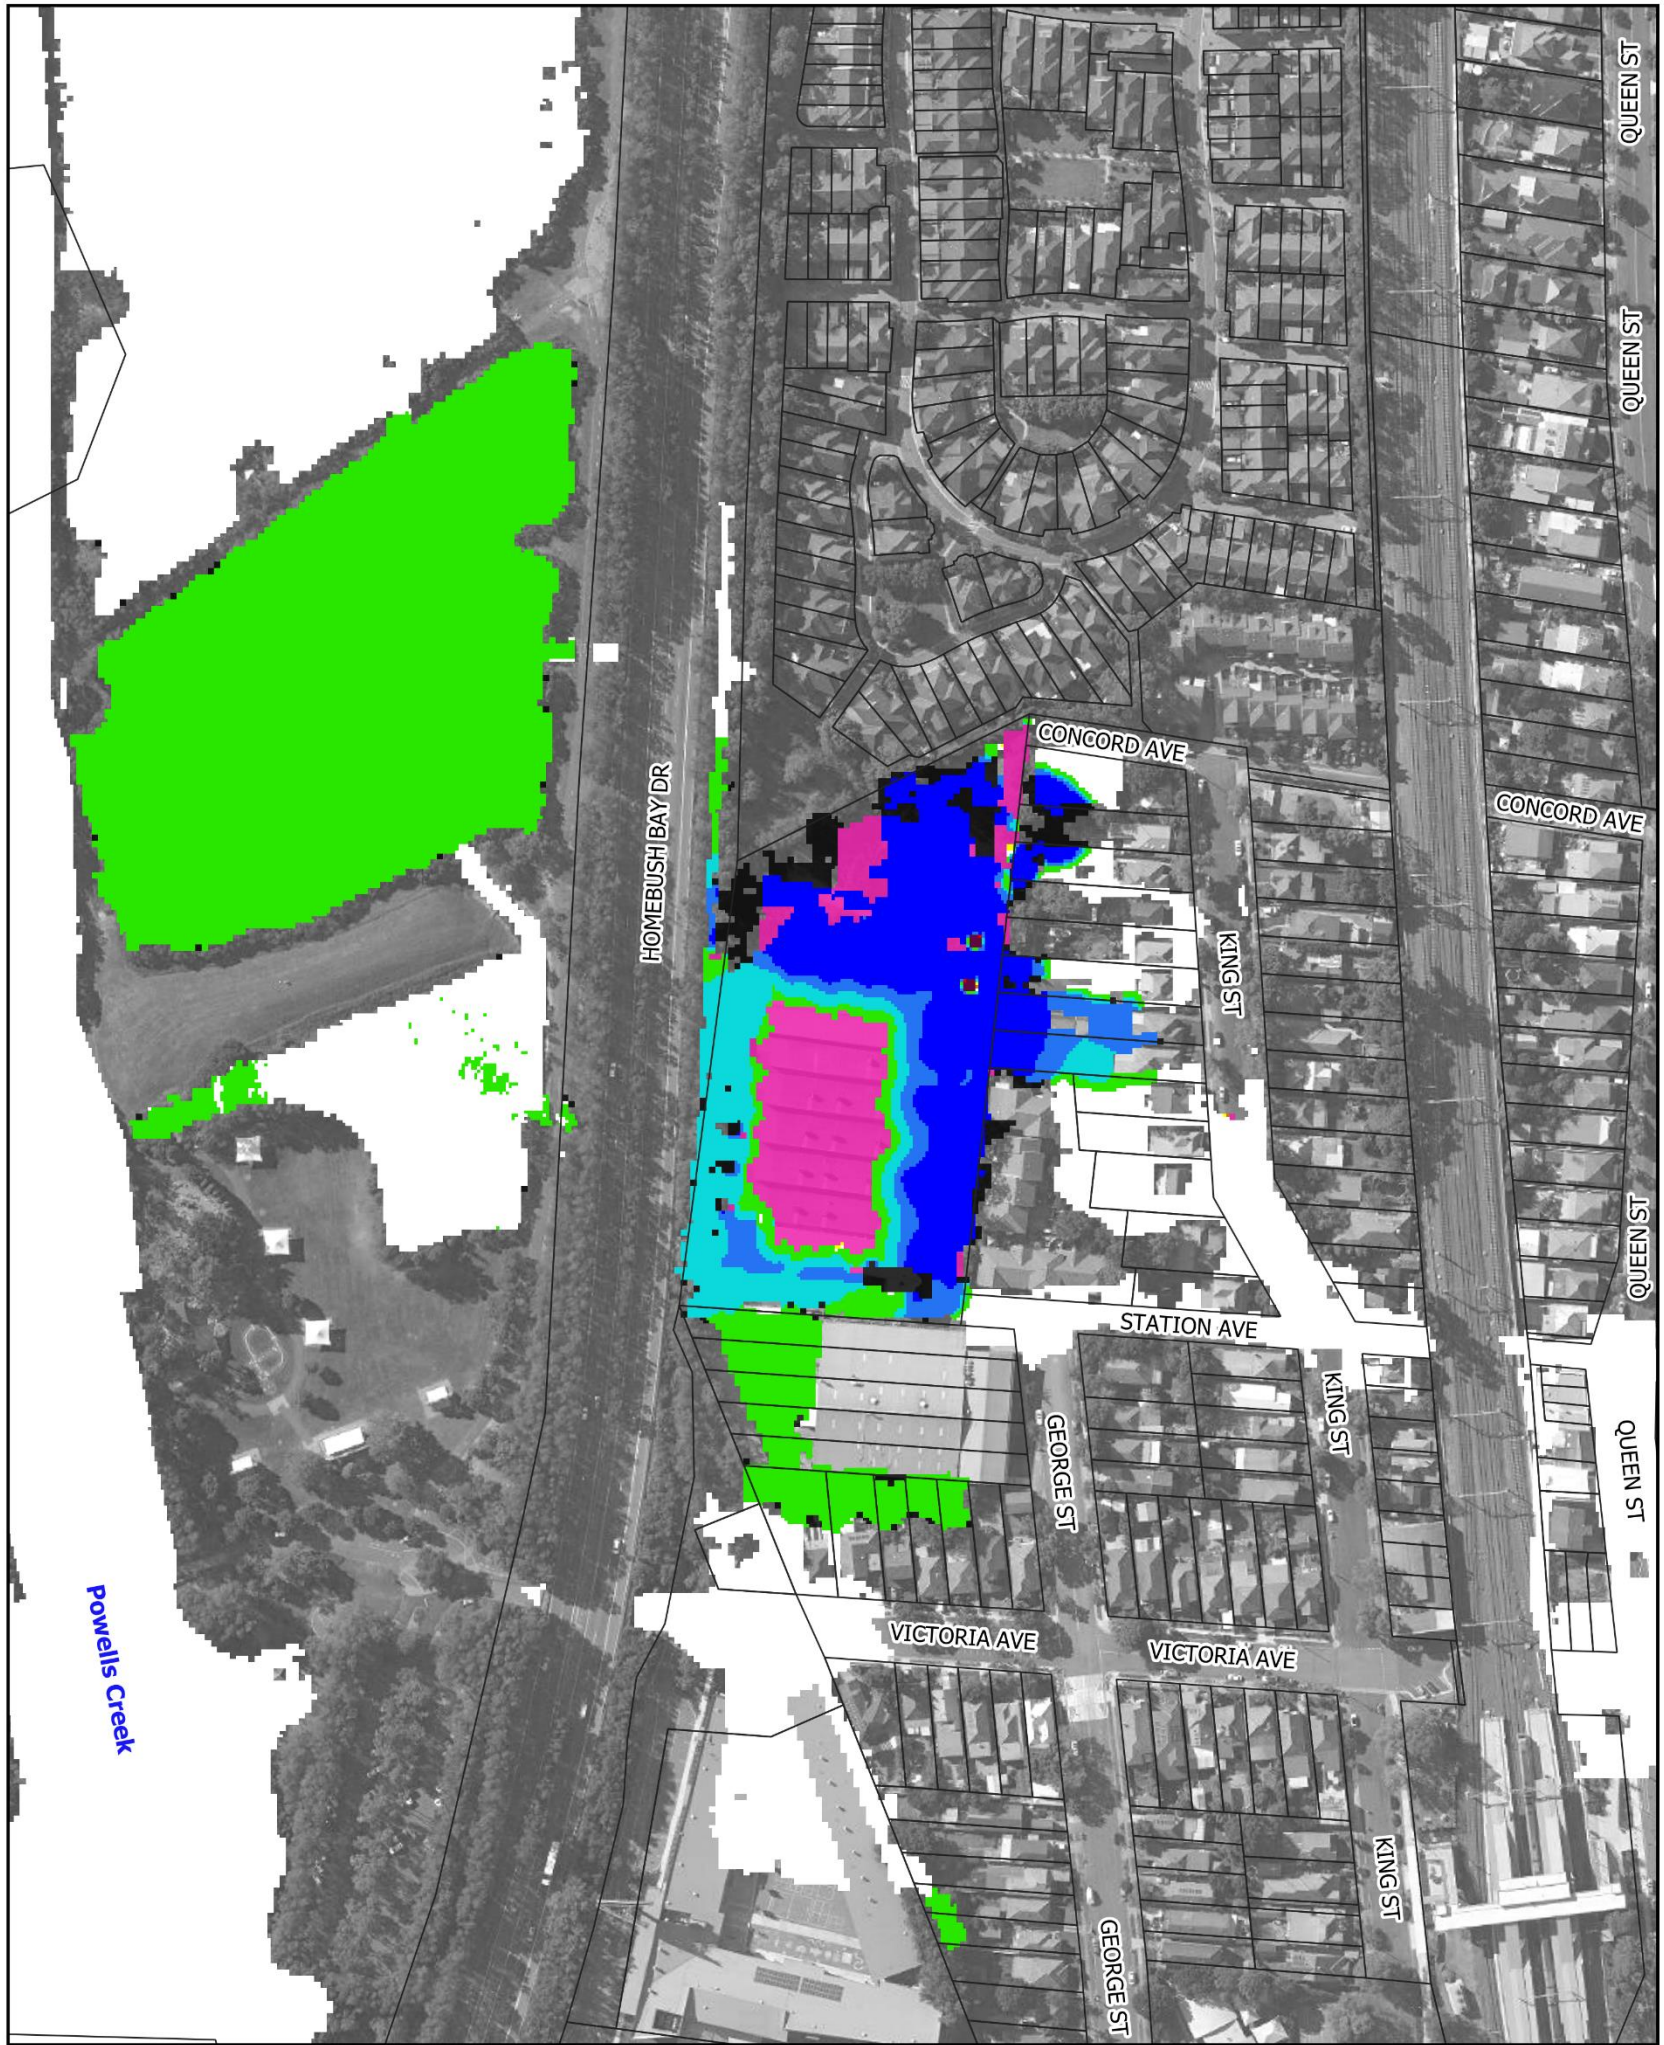 QUEEN ST
QUEEN ST
CONCORD AVE
CONCORD AVE
HOMEBUSH BAY DR
KING ST
QUEEN ST
STATION AVE
KING ST
GEORGE ST
QUEEN ST
VICTORIA AVE
VICTORIA AVE
Powells Creek
KING ST
GEORGE ST